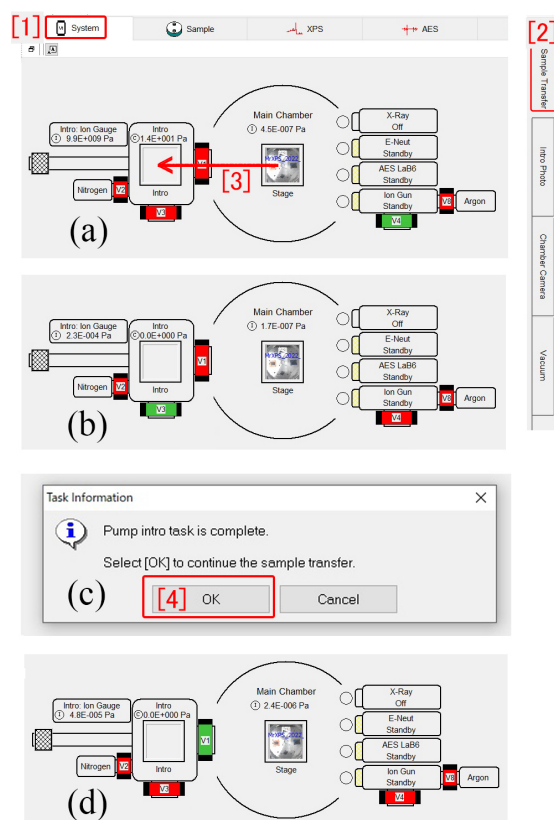 [1]
System
Sample
XPS
AES
[2]
Sample Transfer
Intro Photo
Chamber Camera
Vacuum
Intro: Ion Gauge
I 9.9E+009 Pa
Intro
C 1.4E+001 Pa
Intro
Nitrogen
V2
V3
[3]
Main Chamber
I 4.5E-007 Pa
MrXPS_2022
Stage
X-Ray
Off
E-Neut
Standby
AES LaB6
Standby
Ion Gun
Standby
V4
V8
Argon
(a)
Intro: Ion Gauge
I 2.3E-004 Pa
Intro
C 0.0E+000 Pa
Intro
Nitrogen
V2
V1
V3
Main Chamber
I 1.7E-007 Pa
MrXPS_2022
Stage
X-Ray
Off
E-Neut
Standby
AES LaB6
Standby
Ion Gun
Standby
V4
V8
Argon
(b)
Task Information
Pump intro task is complete.
Select [OK] to continue the sample transfer.
(c)
[4] OK
Cancel
Intro: Ion Gauge
I 4.8E-005 Pa
Intro
C 0.0E+000 Pa
Intro
Nitrogen
V2
V1
V3
Main Chamber
I 2.4E-006 Pa
MrXPS_2022
Stage
X-Ray
Off
E-Neut
Standby
AES LaB6
Standby
Ion Gun
Standby
V4
V8
Argon
(d)